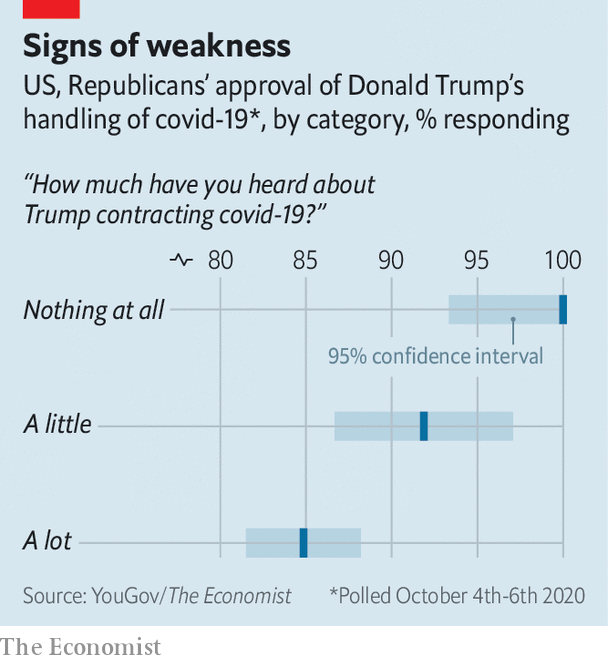 Signs of weakness
US, Republicans’ approval of Donald Trump’s
handling of covid-19*, by category, % responding
“How much have you heard about
Trump contracting covid-19?”
80 85 90 95 100
Nothing at all
95% confidence interval
A little
A lot
Source: YouGov/The Economist *Polled October 4th-6th 2020
The Economist